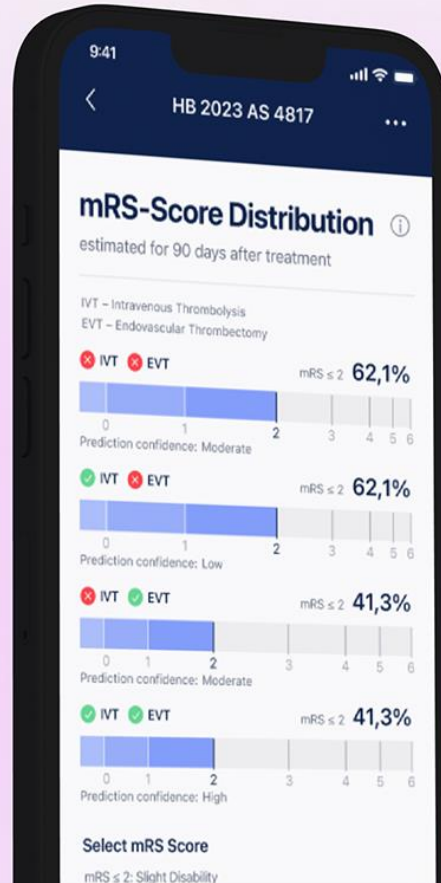 9:41
HB 2023 AS 4817
mRS-Score Distribution
estimated for 90 days after treatment
IVT – Intravenous Thrombolysis
EVT – Endovascular Thrombectomy
IVT EVT mRS ≤ 2 62,1%
0 1 2 3 4 5 6
Prediction confidence: Moderate
IVT EVT mRS ≤ 2 62,1%
0 1 2 3 4 5 6
Prediction confidence: Low
IVT EVT mRS ≤ 2 41,3%
0 1 2 3 4 5 6
Prediction confidence: Moderate
IVT EVT mRS ≤ 2 41,3%
0 1 2 3 4 5 6
Prediction confidence: High
Select mRS Score
mRS ≤ 2: Slight Disability